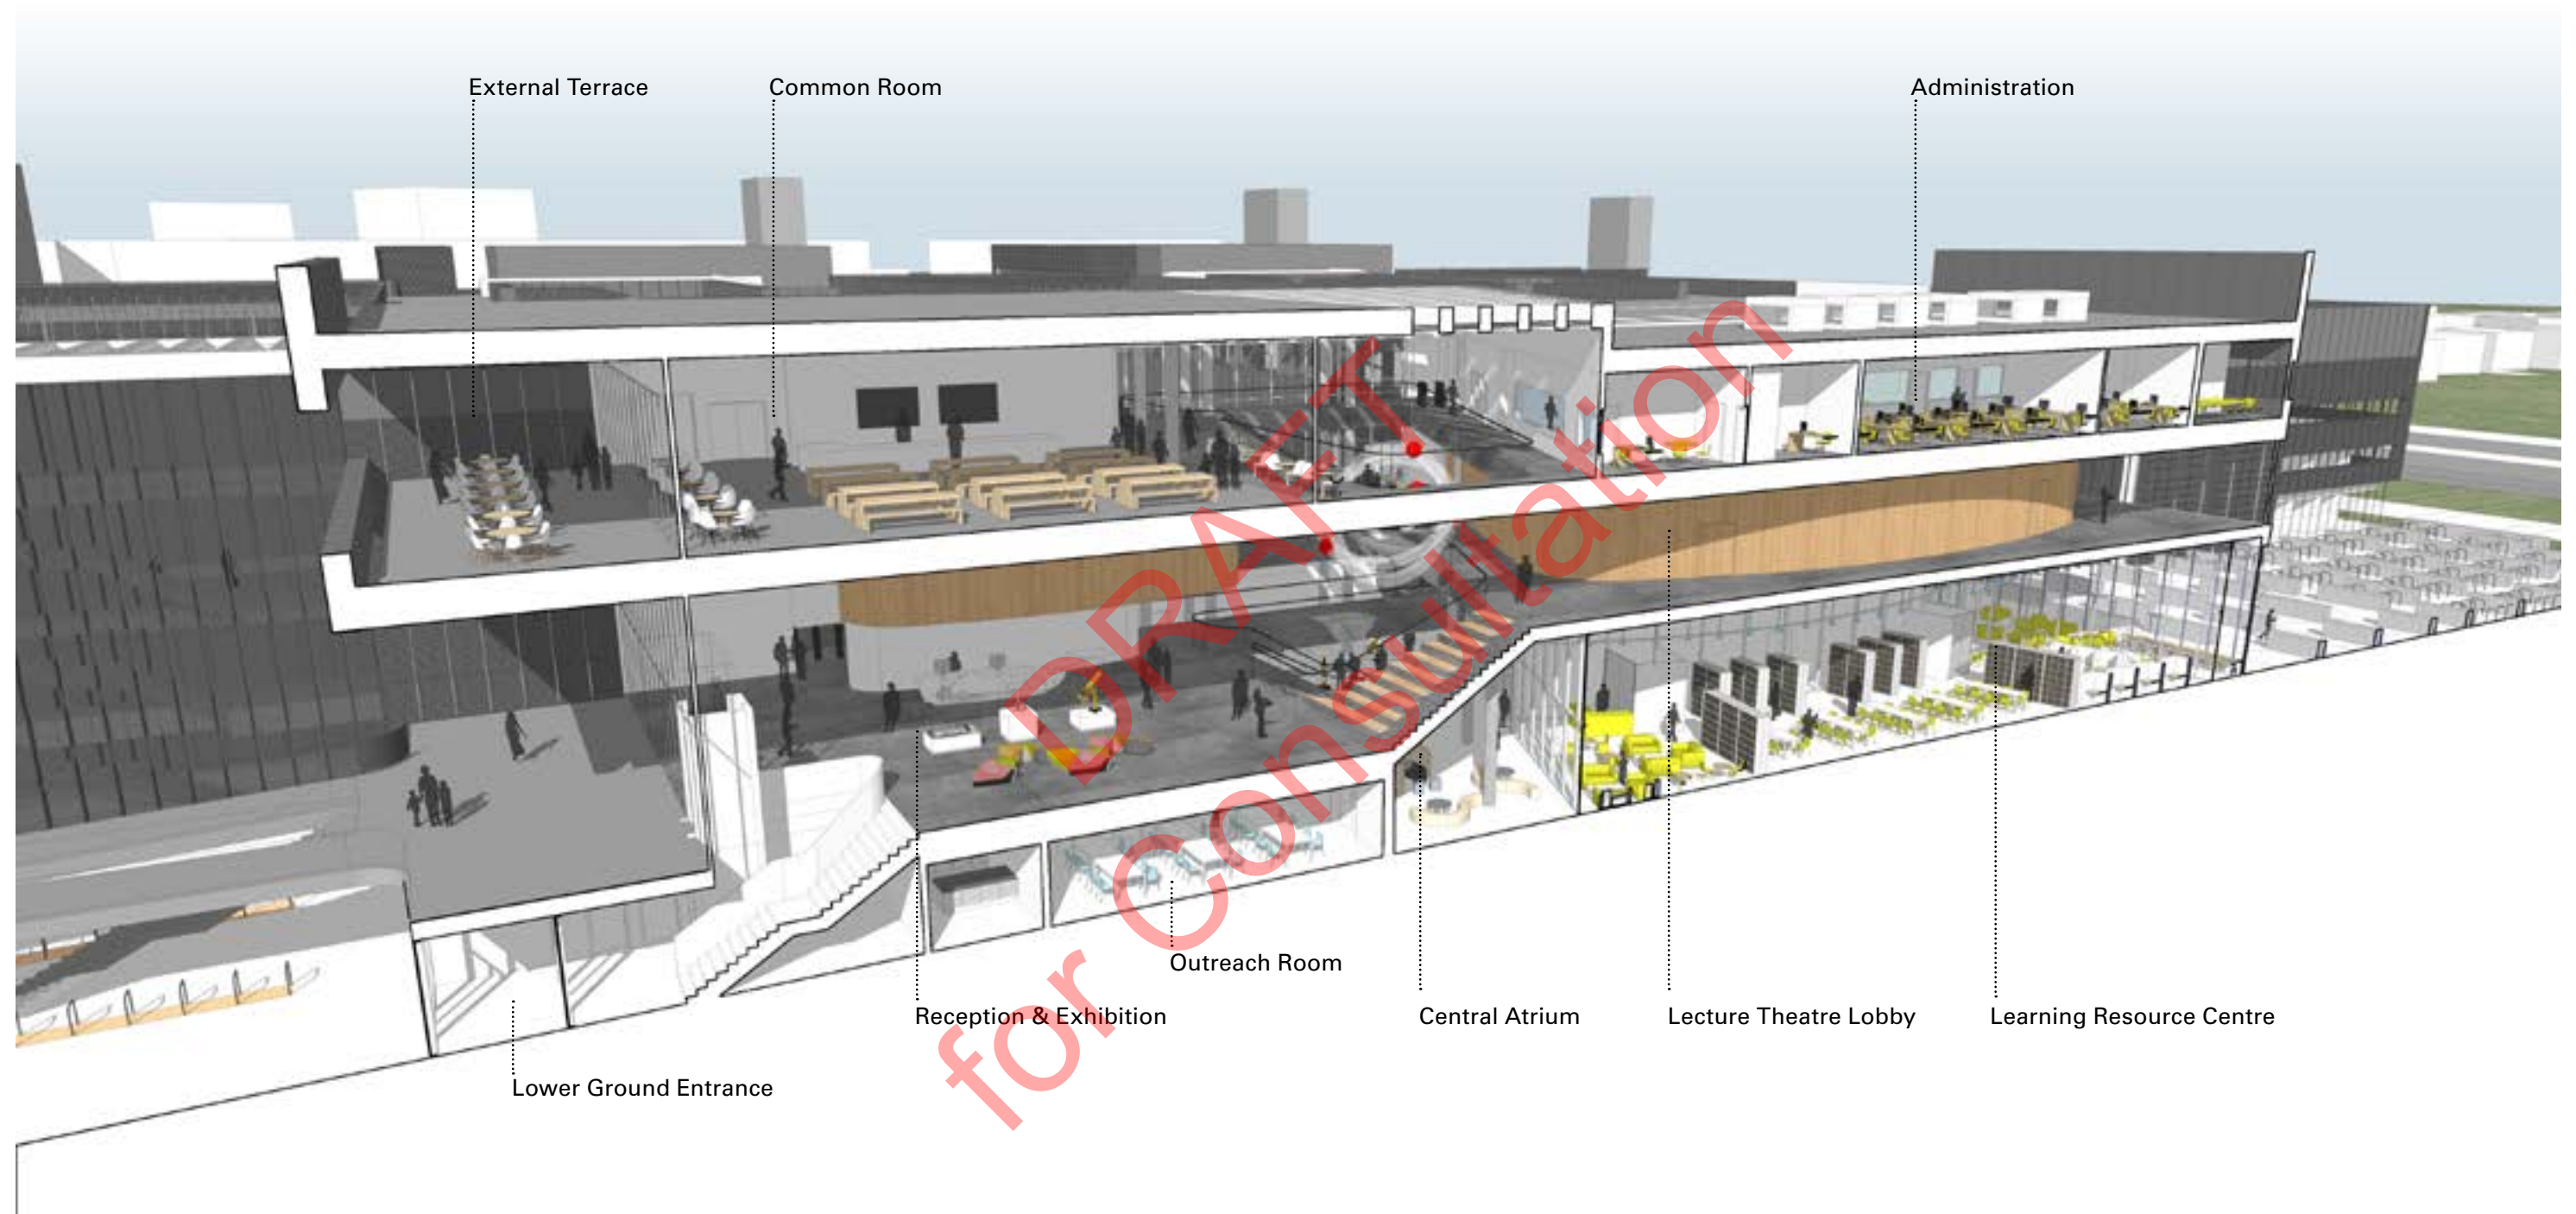 External Terrace
Common Room
Administration
DRAFT
for Consultation
Outreach Room
Reception & Exhibition
Central Atrium
Lecture Theatre Lobby
Learning Resource Centre
Lower Ground Entrance